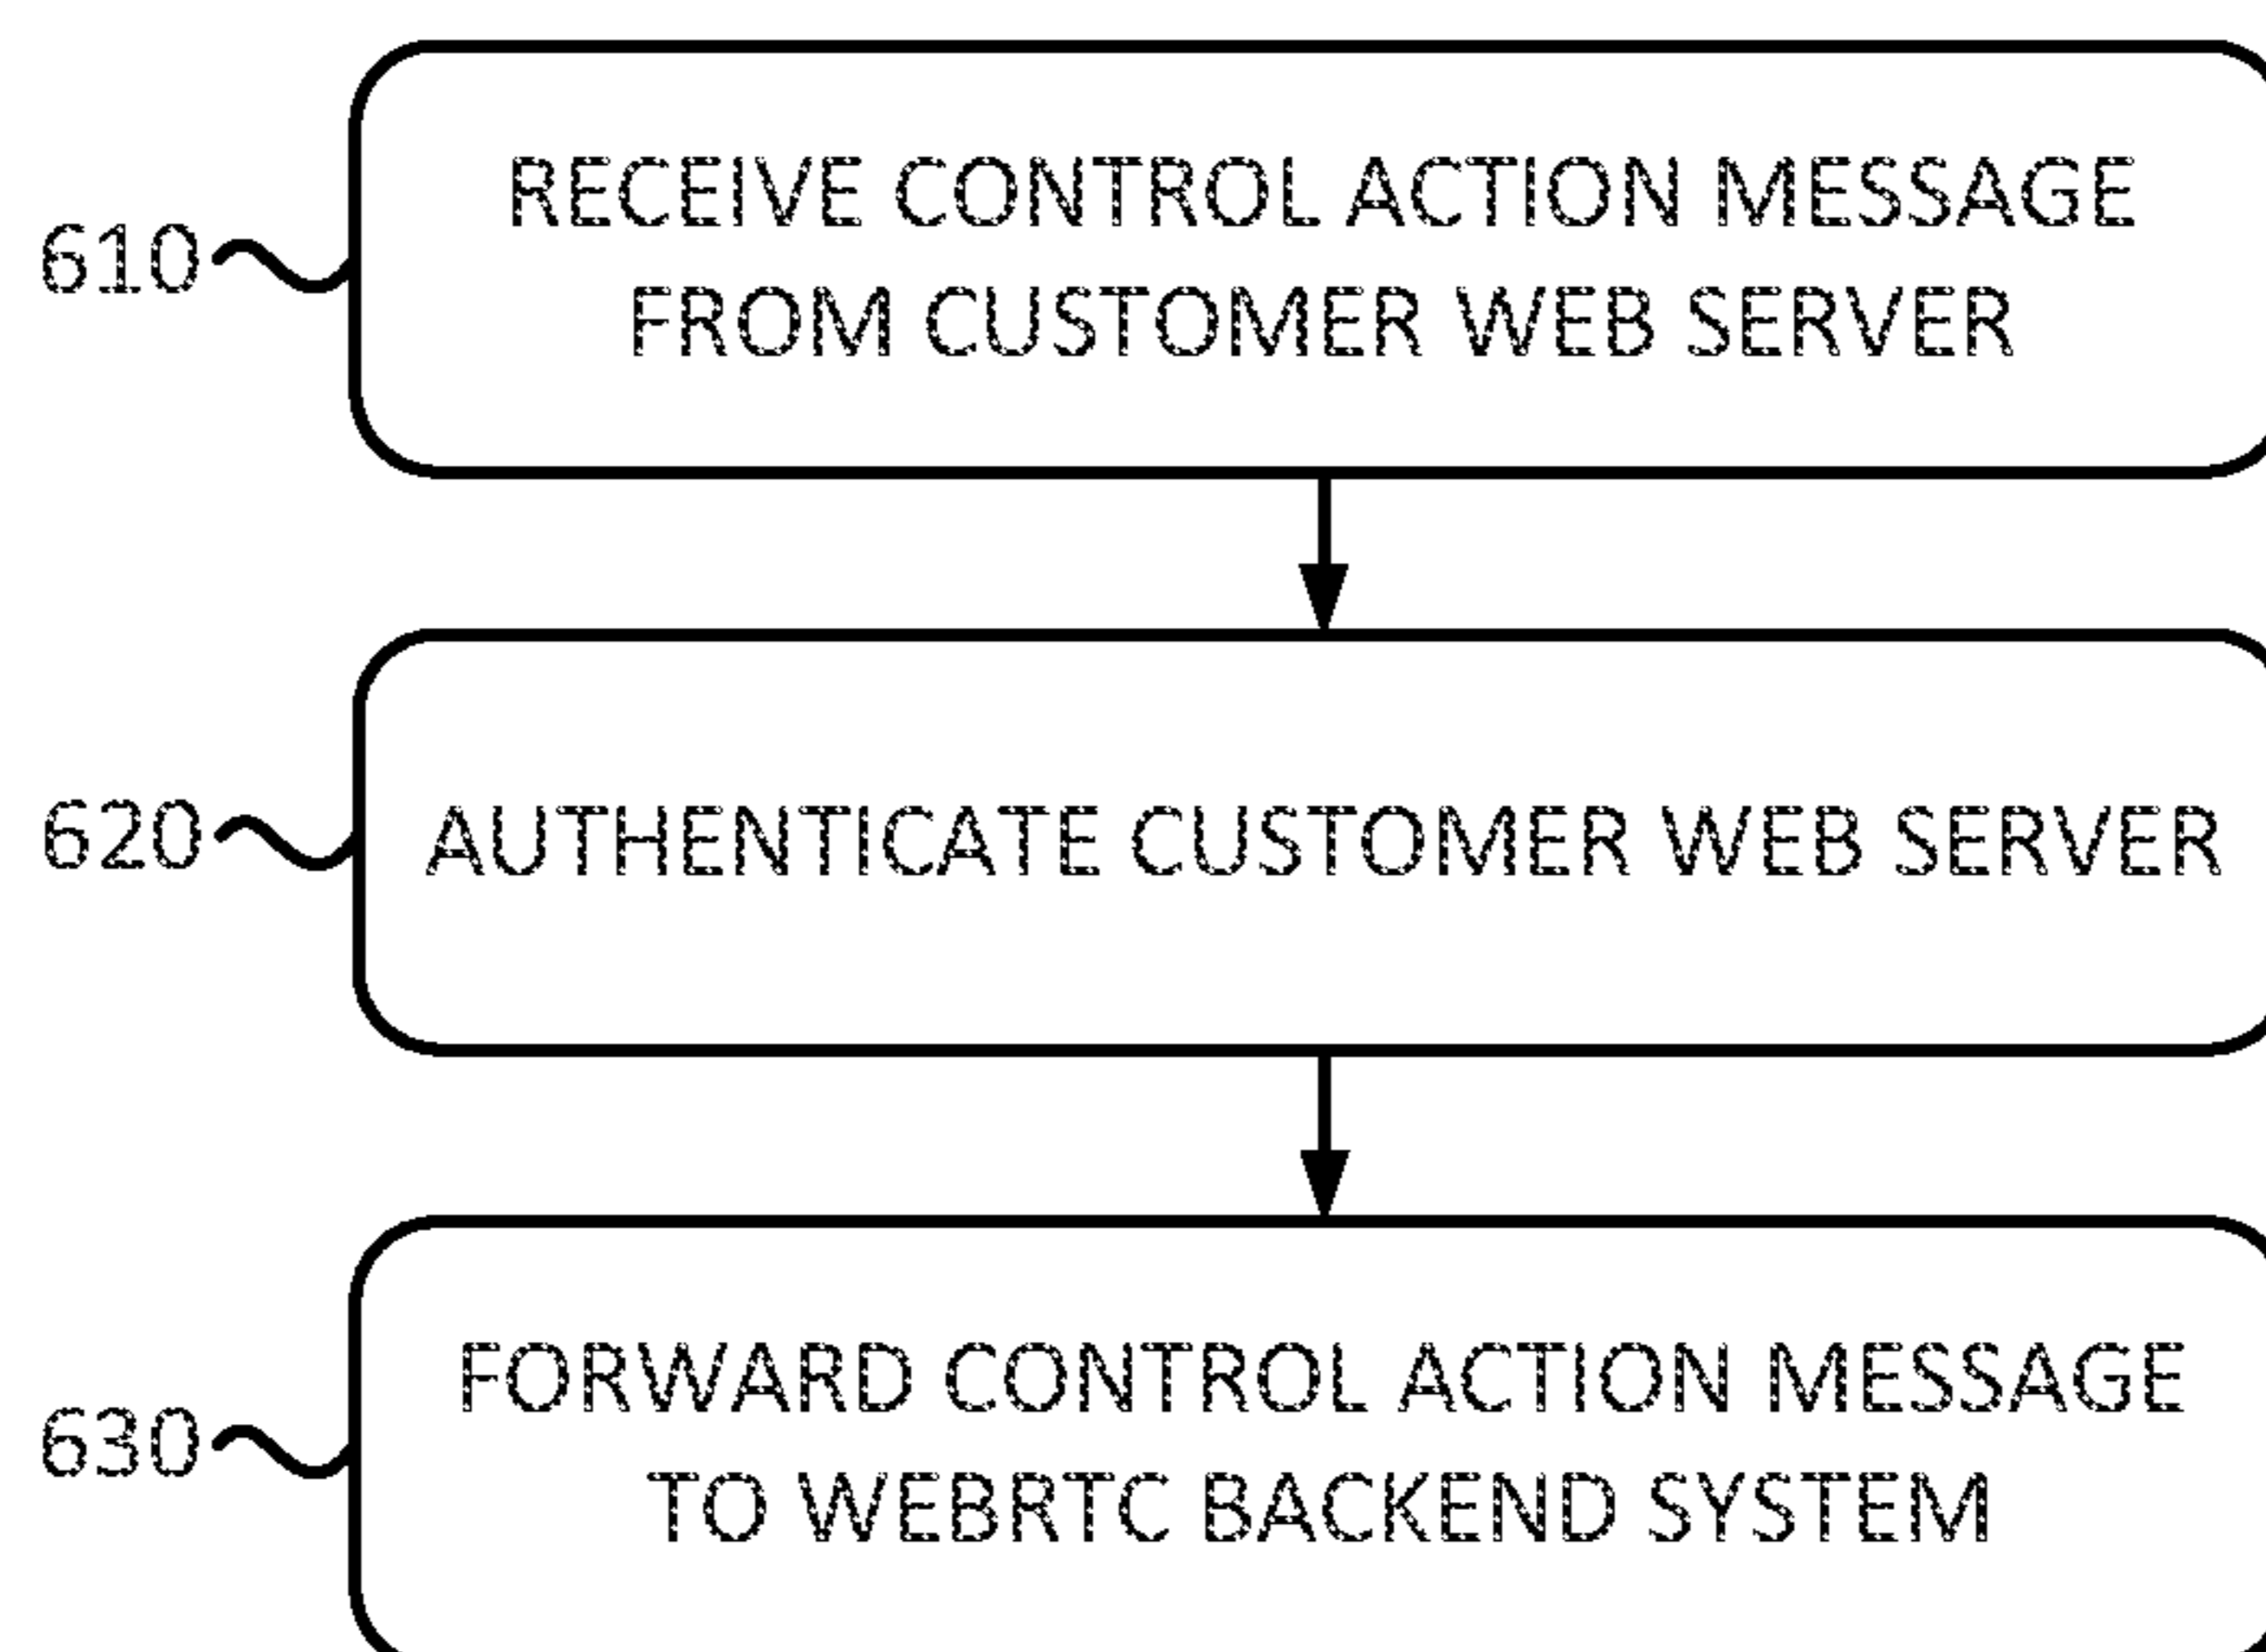 610
RECEIVE CONTROL ACTION MESSAGE
FROM CUSTOMER WEB SERVER
620
AUTHENTICATE CUSTOMER WEB SERVER
630
FORWARD CONTROL ACTION MESSAGE
TO WEBRTC BACKEND SYSTEM